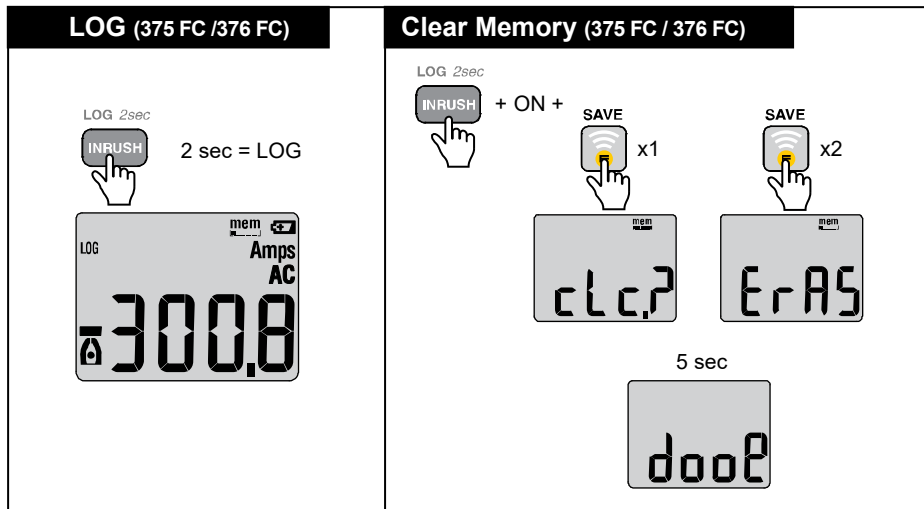 LOG (375 FC /376 FC)
LOG 2sec
INRUSH
2 sec = LOG
mem
LOG
Amps
AC
300.8
Clear Memory (375 FC / 376 FC)
LOG 2sec
INRUSH
+ ON +
SAVE
x1
SAVE
x2
mem
cLc.?
mem
ErAS
5 sec
dooe